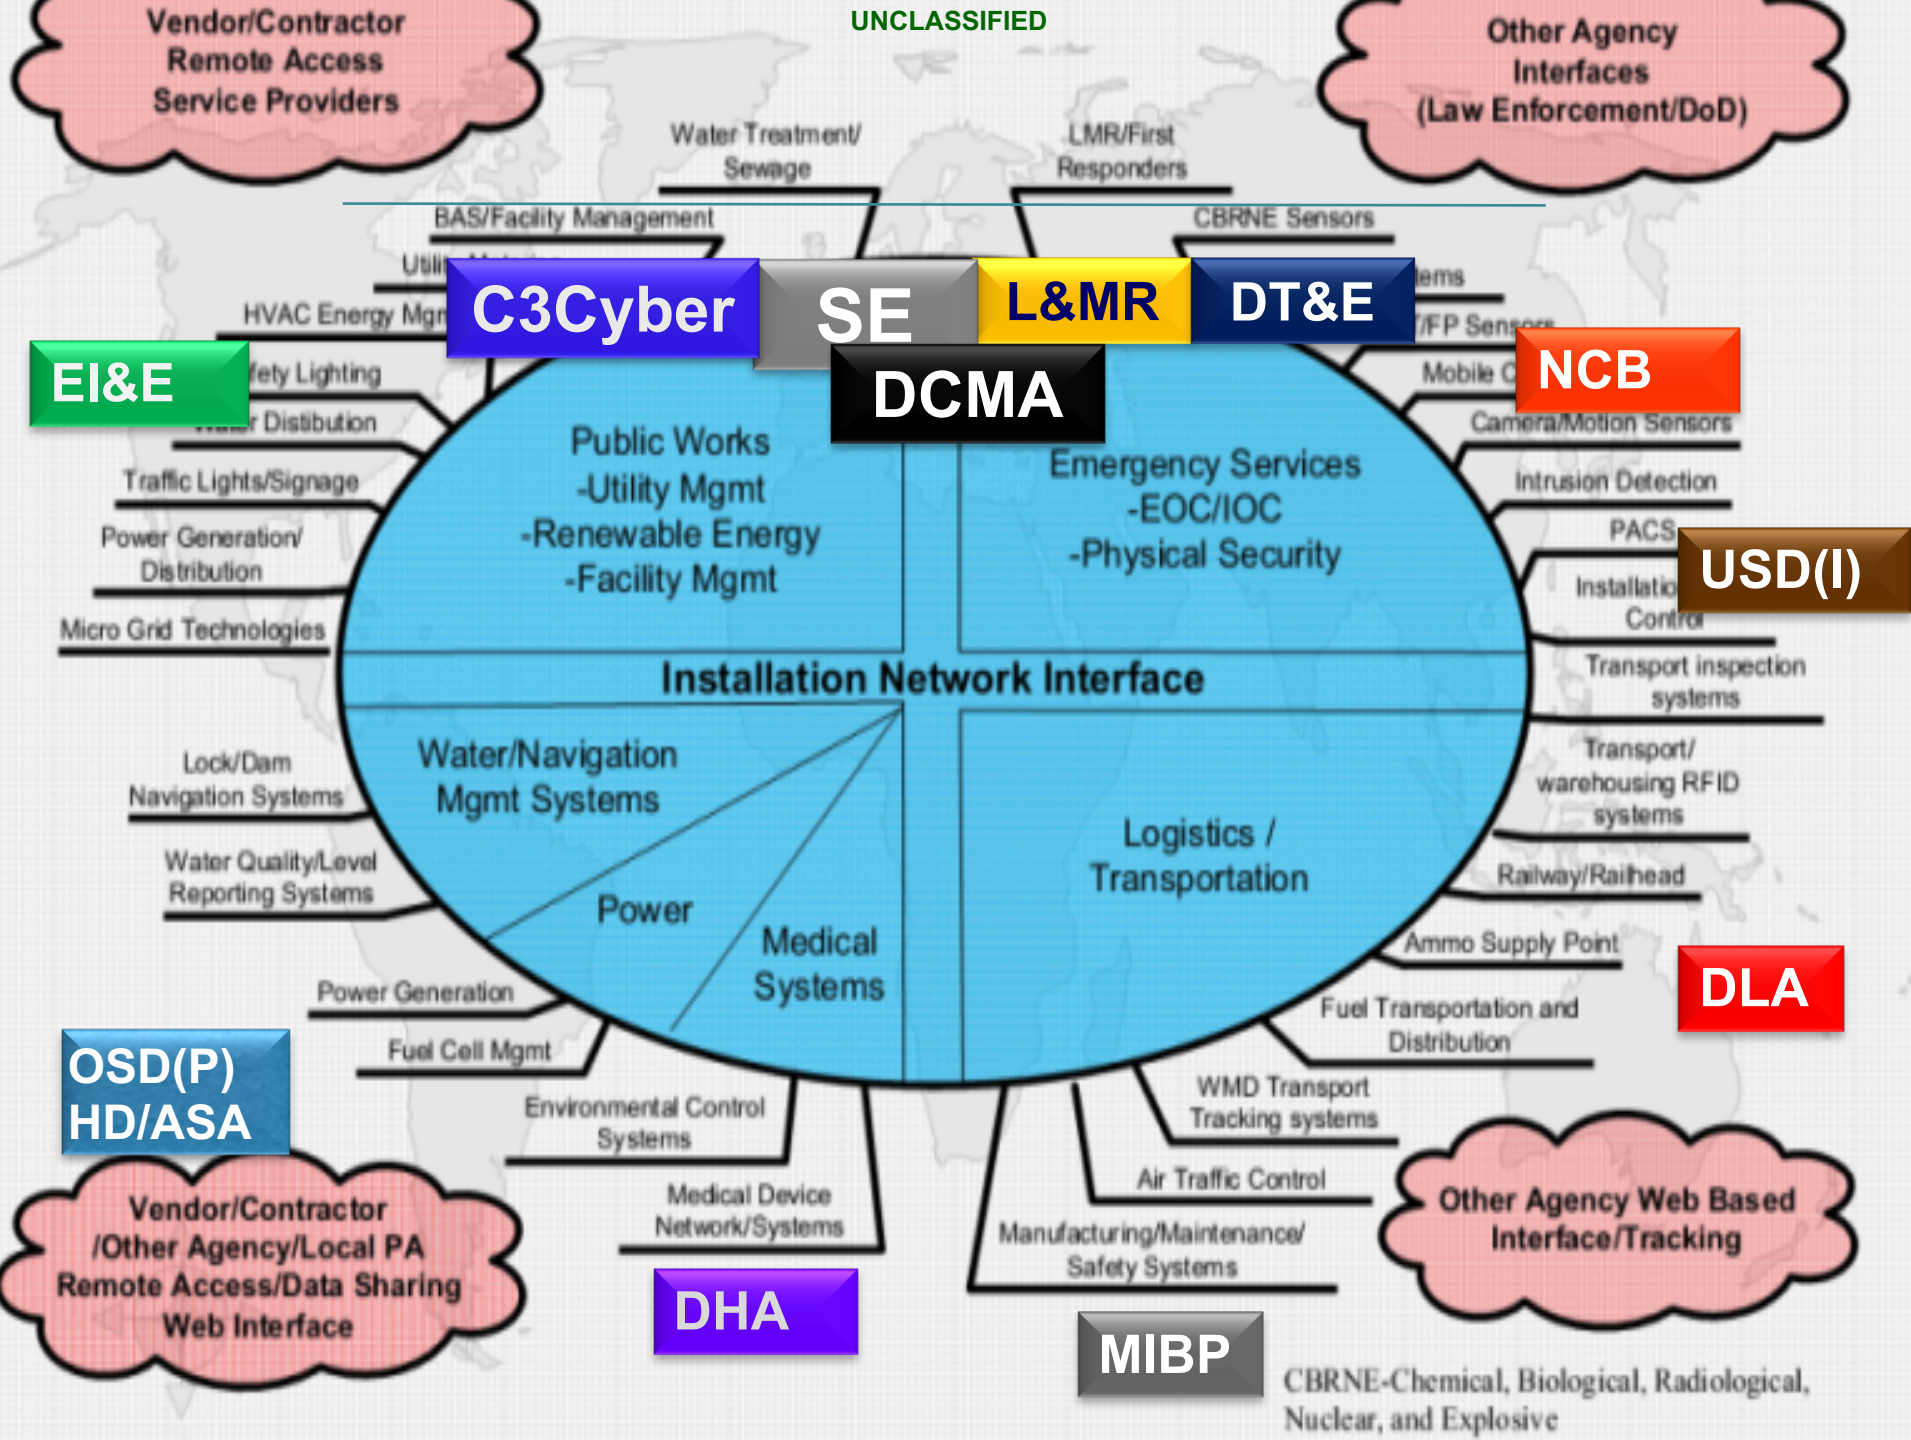 UNCLASSIFIED
Vendor/Contractor
Remote Access
Service Providers
Other Agency
Interfaces
(Law Enforcement/DoD)
Water Treatment/
Sewage
LMR/First
Responders
BAS/Facility Management
CBRNE Sensors
HVAC Energy
C3Cyber
SE
L&MR
DT&E
DCMA
/FP Sensors
Mobile
EI&E
NCB
Lighting
Distibution
Camera/Motion Sensors
Traffic Lights/Signage
Intrusion Detection
Power Generation/
Distribution
PACS
USD(I)
Control
Micro Grid Technologies
Transport inspection
systems
Public Works
-Utility Mgmt
-Renewable Energy
-Facility Mgmt
Emergency Services
-EOC/IOC
-Physical Security
Installation Network Interface
Water/Navigation
Mgmt Systems
Power
Medical
Systems
Logistics /
Transportation
Lock/Dam
Navigation Systems
Transport/
warehousing RFID
systems
Water Quality/Level
Reporting Systems
Railway/Railhead
Ammo Supply Point
DLA
Power Generation
Fuel Transportation and
Distribution
Fuel Cell Mgmt
OSD(P)
HD/ASA
Environmental Control
Systems
WMD Transport
Tracking systems
Medical Device
Network/Systems
Air Traffic Control
Manufacturing/Maintenance/
Safety Systems
Vendor/Contractor
/Other Agency/Local PA
Remote Access/Data Sharing
Web Interface
Other Agency Web Based
Interface/Tracking
DHA
MIBP
CBRNE-Chemical, Biological, Radiological,
Nuclear, and Explosive